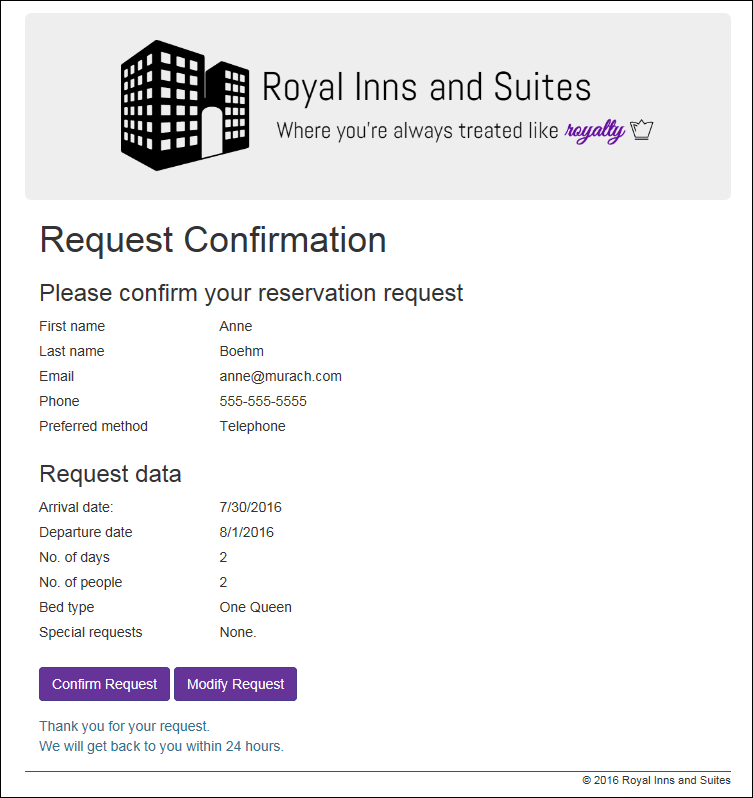 Royal Inns and Suites
Where you're always treated like royalty
Request Confirmation
Please confirm your reservation request
First name Anne
Last name Boehm
Email anne@murach.com
Phone 555-555-5555
Preferred method Telephone
Request data
Arrival date: 7/30/2016
Departure date 8/1/2016
No. of days 2
No. of people 2
Bed type One Queen
Special requests None.
Confirm Request Modify Request
Thank you for your request.
We will get back to you within 24 hours.
© 2016 Royal Inns and Suites